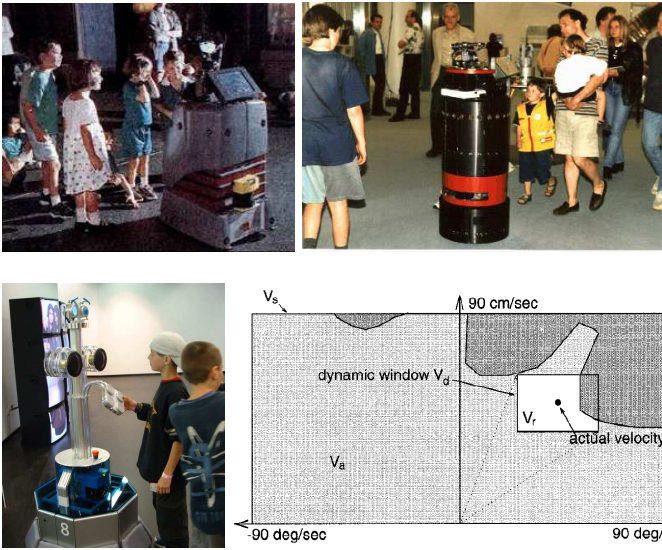 8
Vs
90 cm/sec
dynamic window Vd
Vr
actual velocity
Va
-90 deg/sec
90 deg/